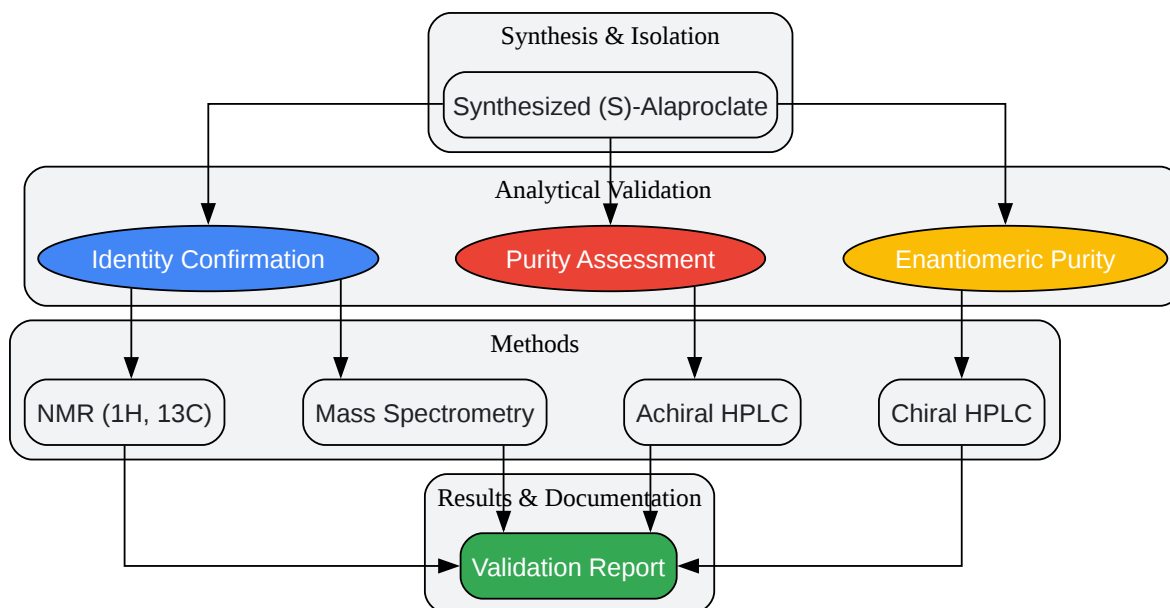 Synthesis & Isolation
Synthesized (S)-Alaproclate
Analytical Validation
Identity Confirmation
Purity Assessment
Enantiomeric Purity
Methods
NMR (1H, 13C)
Mass Spectrometry
Achiral HPLC
Chiral HPLC
Results & Documentation
Validation Report